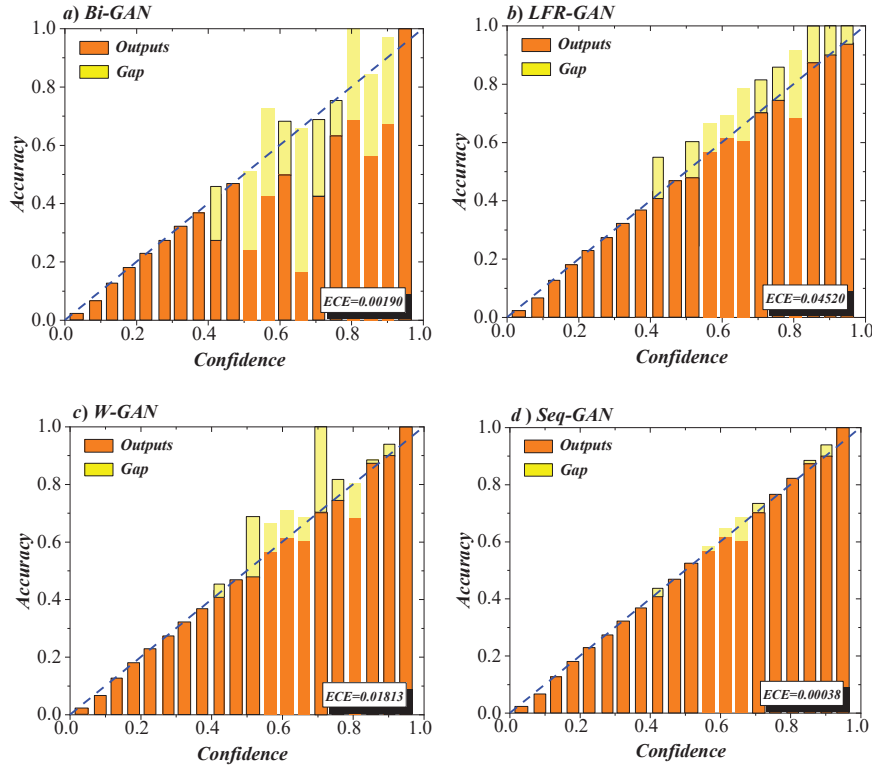 a) Bi-GAN
Outputs
Gap
1.0
0.8
0.6
0.4
0.2
0.0
Accuracy
ECE=0.00190
0.0 0.2 0.4 0.6 0.8 1.0
Confidence
b) LFR-GAN
Outputs
Gap
1.0
0.8
0.6
0.4
0.2
0.0
Accuracy
ECE=0.04520
0.0 0.2 0.4 0.6 0.8 1.0
Confidence
c) W-GAN
Outputs
Gap
1.0
0.8
0.6
0.4
0.2
0.0
Accuracy
ECE=0.01813
0.0 0.2 0.4 0.6 0.8 1.0
Confidence
d ) Seq-GAN
Outputs
Gap
1.0
0.8
0.6
0.4
0.2
0.0
Accuracy
ECE=0.00038
0.0 0.2 0.4 0.6 0.8 1.0
Confidence